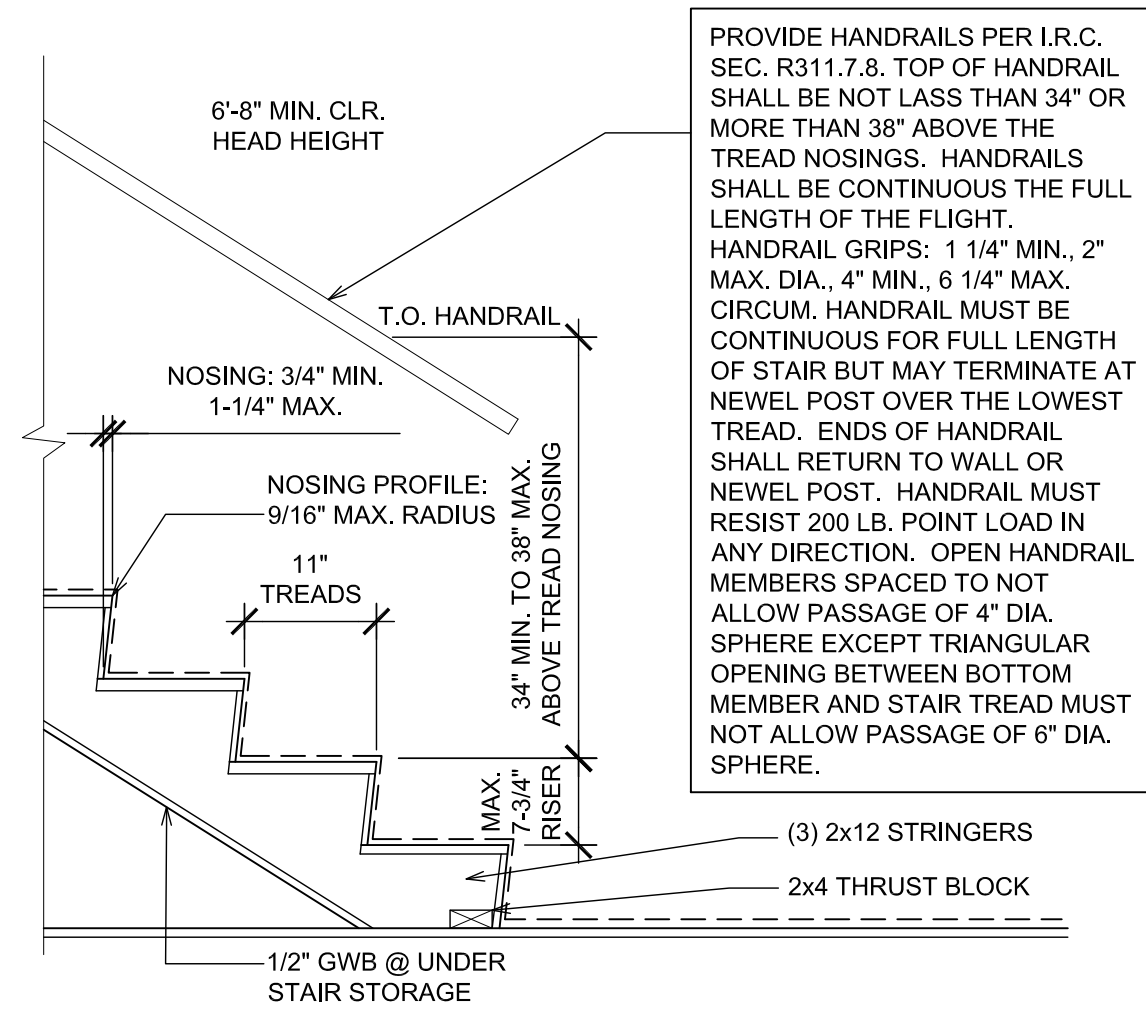 6'-8" MIN. CLR.
HEAD HEIGHT
PROVIDE HANDRAILS PER I.R.C.
SEC. R311.7.8. TOP OF HANDRAIL
SHALL BE NOT LASS THAN 34" OR
MORE THAN 38" ABOVE THE
TREAD NOSINGS. HANDRAILS
SHALL BE CONTINUOUS THE FULL
LENGTH OF THE FLIGHT.
HANDRAIL GRIPS: 1 1/4" MIN., 2"
MAX. DIA., 4" MIN., 6 1/4" MAX.
CIRCUM. HANDRAIL MUST BE
CONTINUOUS FOR FULL LENGTH
OF STAIR BUT MAY TERMINATE AT
NEWEL POST OVER THE LOWEST
TREAD. ENDS OF HANDRAIL
SHALL RETURN TO WALL OR
NEWEL POST. HANDRAIL MUST
RESIST 200 LB. POINT LOAD IN
ANY DIRECTION. OPEN HANDRAIL
MEMBERS SPACED TO NOT
ALLOW PASSAGE OF 4" DIA.
SPHERE EXCEPT TRIANGULAR
OPENING BETWEEN BOTTOM
MEMBER AND STAIR TREAD MUST
NOT ALLOW PASSAGE OF 6" DIA.
SPHERE.
T.O. HANDRAIL
NOSING: 3/4" MIN.
1-1/4" MAX.
NOSING PROFILE:
9/16" MAX. RADIUS
11"
TREADS
34" MIN. TO 38" MAX.
ABOVE TREAD NOSING
MAX.
7-3/4"
RISER
(3) 2x12 STRINGERS
2x4 THRUST BLOCK
1/2" GWB @ UNDER
STAIR STORAGE